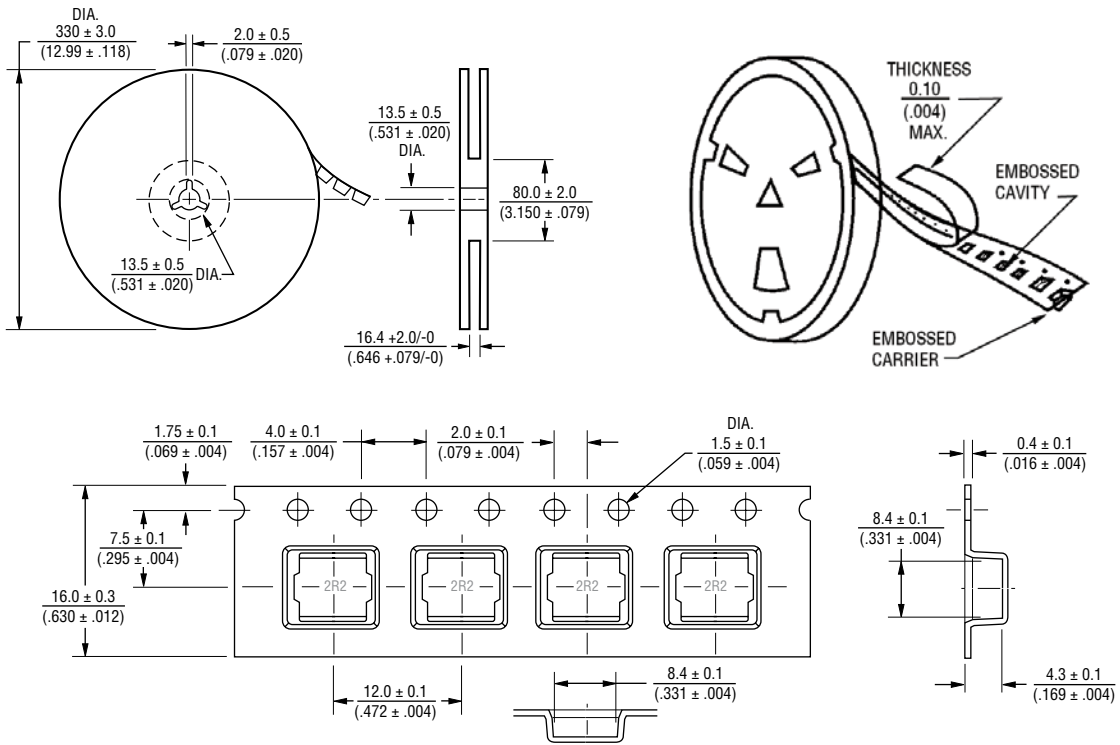 DIA.
330 ± 3.0
(12.99 ± .118)
2.0 ± 0.5
(.079 ± .020)
13.5 ± 0.5
(.531 ± .020)
DIA.
80.0 ± 2.0
(3.150 ± .079)
13.5 ± 0.5
(.531 ± .020)
DIA.
16.4 +2.0/-0
(.646 +.079/-0)
THICKNESS
0.10
(.004)
MAX.
EMBOSSED
CAVITY
EMBOSSED
CARRIER
1.75 ± 0.1
(.069 ± .004)
4.0 ± 0.1
(.157 ± .004)
2.0 ± 0.1
(.079 ± .004)
DIA.
1.5 ± 0.1
(.059 ± .004)
0.4 ± 0.1
(.016 ± .004)
7.5 ± 0.1
(.295 ± .004)
16.0 ± 0.3
(.630 ± .012)
2R2
2R2
2R2
2R2
8.4 ± 0.1
(.331 ± .004)
12.0 ± 0.1
(.472 ± .004)
8.4 ± 0.1
(.331 ± .004)
4.3 ± 0.1
(.169 ± .004)